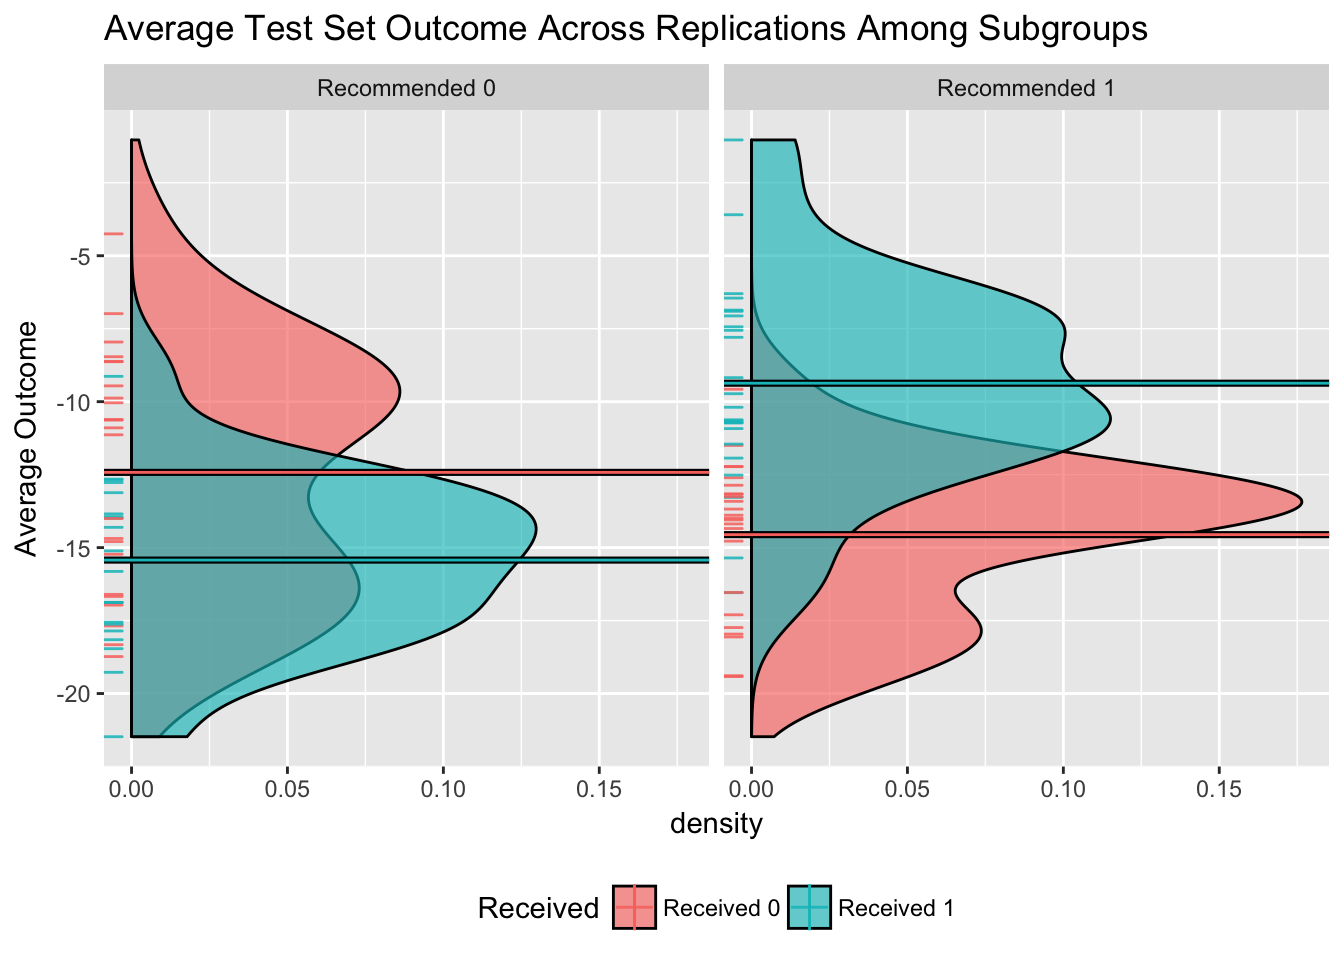 Average Test Set Outcome Across Replications Among Subgroups
Recommended 0
Recommended 1
Average Outcome
-5
-10
-15
-20
0.00 0.05 0.10 0.15
0.00 0.05 0.10 0.15
density
Received Received 0 Received 1